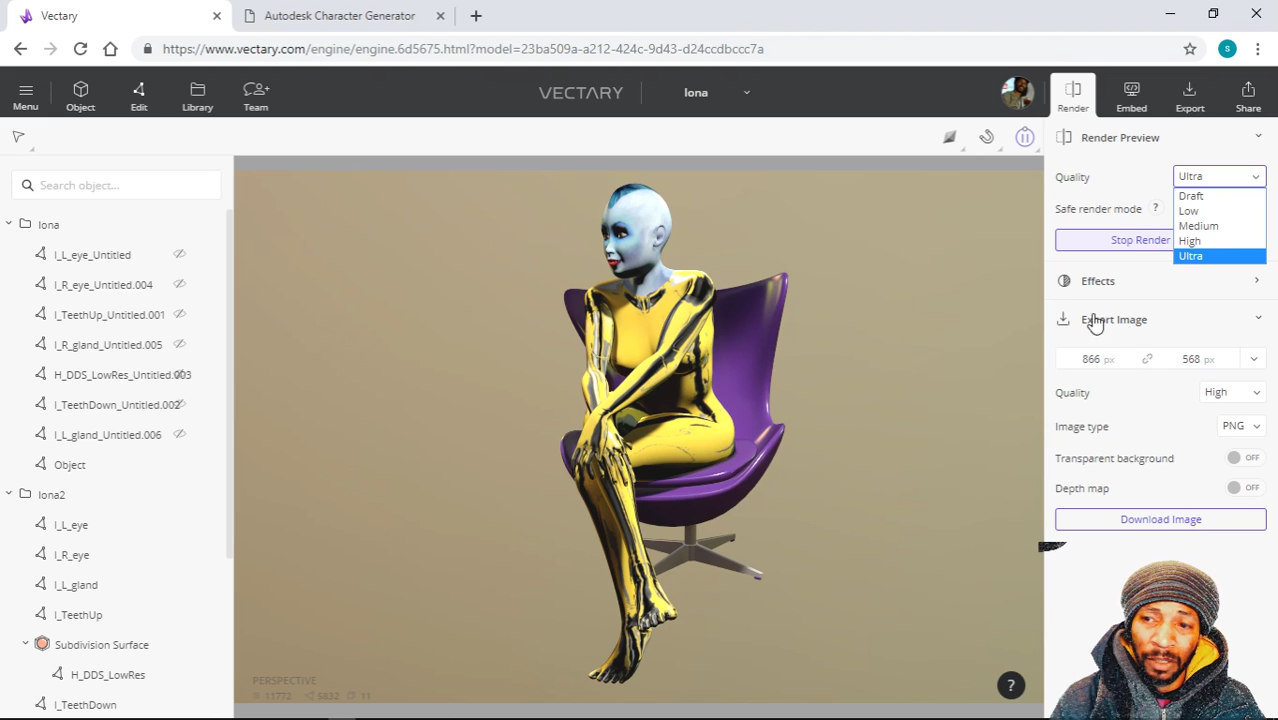 Vectary
Autodesk Character Generator
https://www.vectary.com/engine/engine.6d5675.html?model=23ba509a-a212-424c-9d43-d24ccdbccc7a
S
Menu
Object
Edit
Library
Team
VECTARY
Iona
Render
Embed
Export
Share
Search object...
Iona
I_L_eye_Untitled
I_R_eye_Untitled.004
I_TeethUp_Untitled.001
I_R_gland_Untitled.005
H_DDS_LowRes_Untitled.003
I_TeethDown_Untitled.002
I_L_gland_Untitled.006
Object
Iona2
I_L_eye
I_R_eye
I_L_gland
I_TeethUp
Subdivision Surface
H_DDS_LowRes
I_TeethDown
PERSPECTIVE
11772 5832 11
?
Render Preview
Quality Ultra
Draft
Low
Medium
High
Ultra
Safe render mode ?
Stop Render
Effects
Export Image
866 px 568 px
Quality High
Image type PNG
Transparent background OFF
Depth map OFF
Download Image